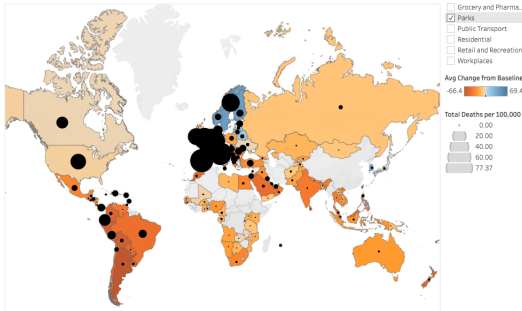 Grocery and Pharma..
Parks
Public Transport
Residential
Retail and Recreation
Workplaces
Avg Change from Baseline
-66.4 69.4
Total Deaths per 100,000
0.00
20.00
40.00
60.00
77.37